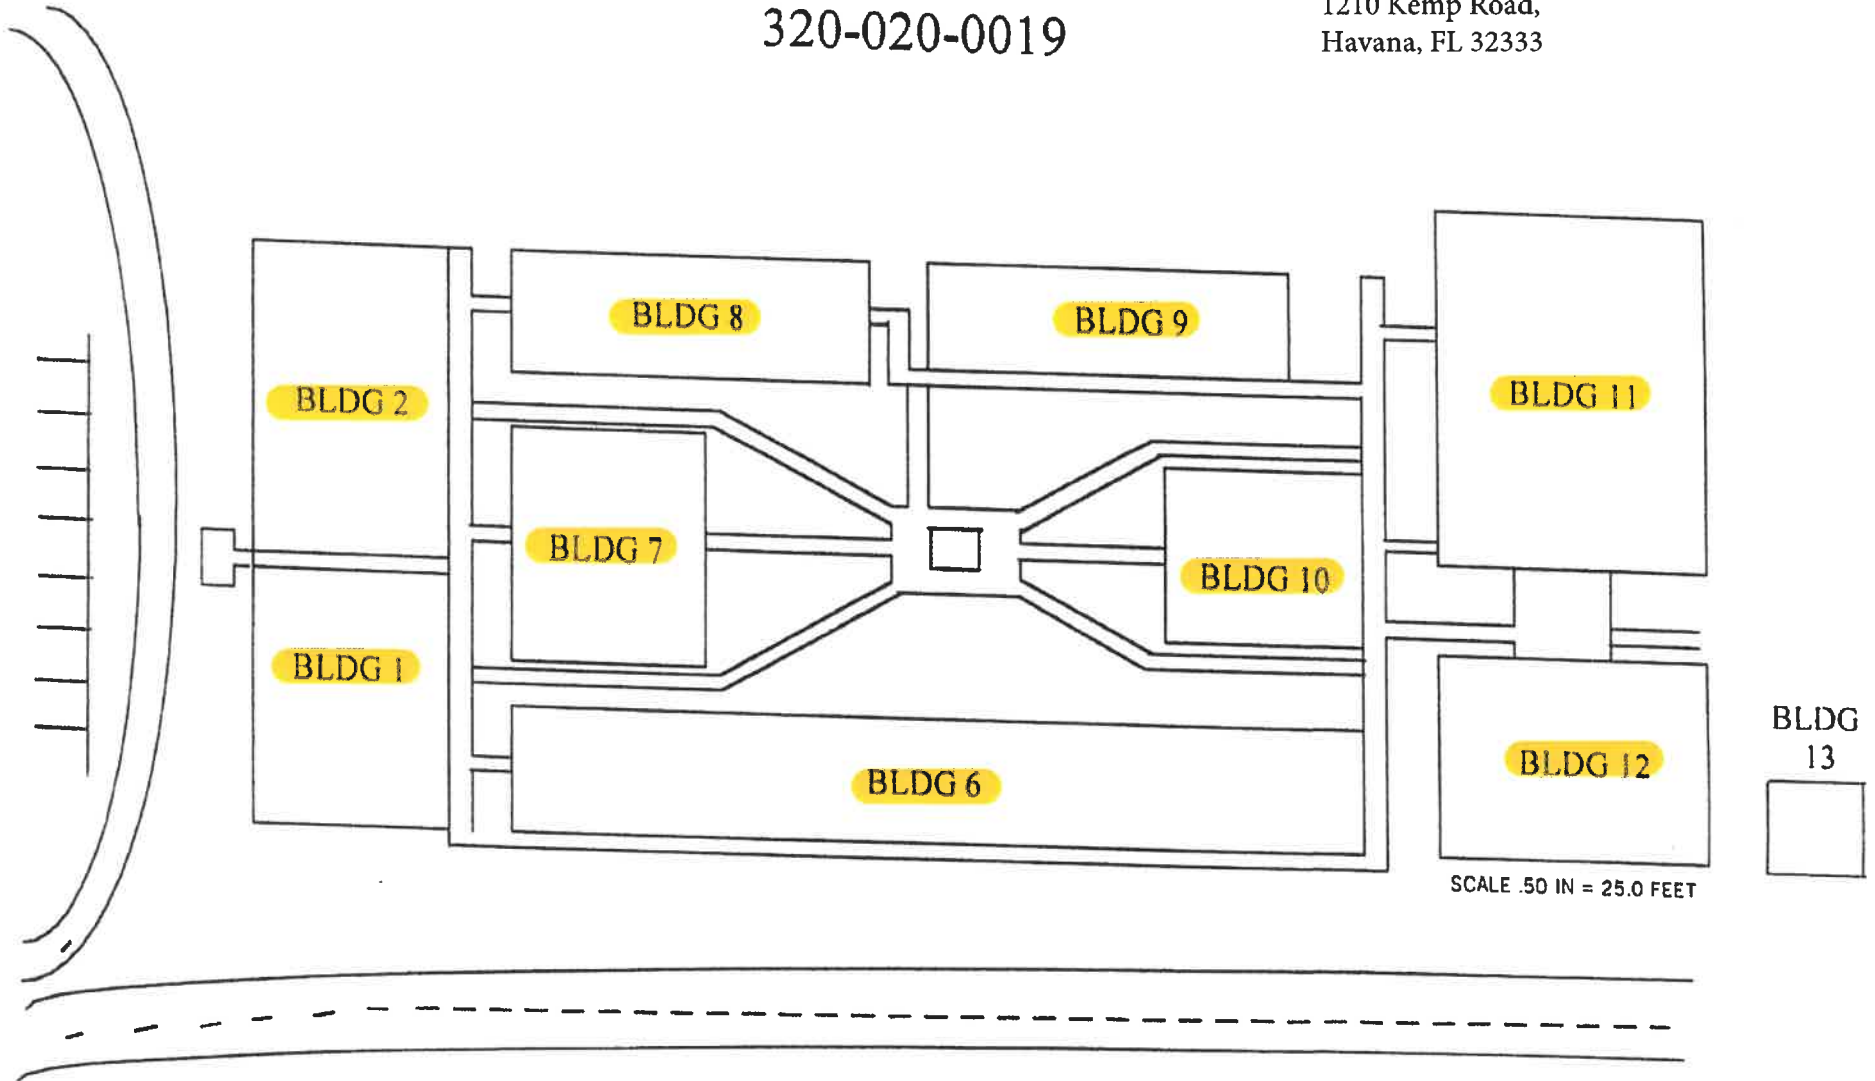 320-020-0019
1210 Kemp Road,
Havana, FL 32333
BLDG 8
BLDG 9
BLDG 2
BLDG 11
BLDG 7
BLDG 10
BLDG 1
BLDG 6
BLDG 12
BLDG
13
SCALE .50 IN = 25.0 FEET